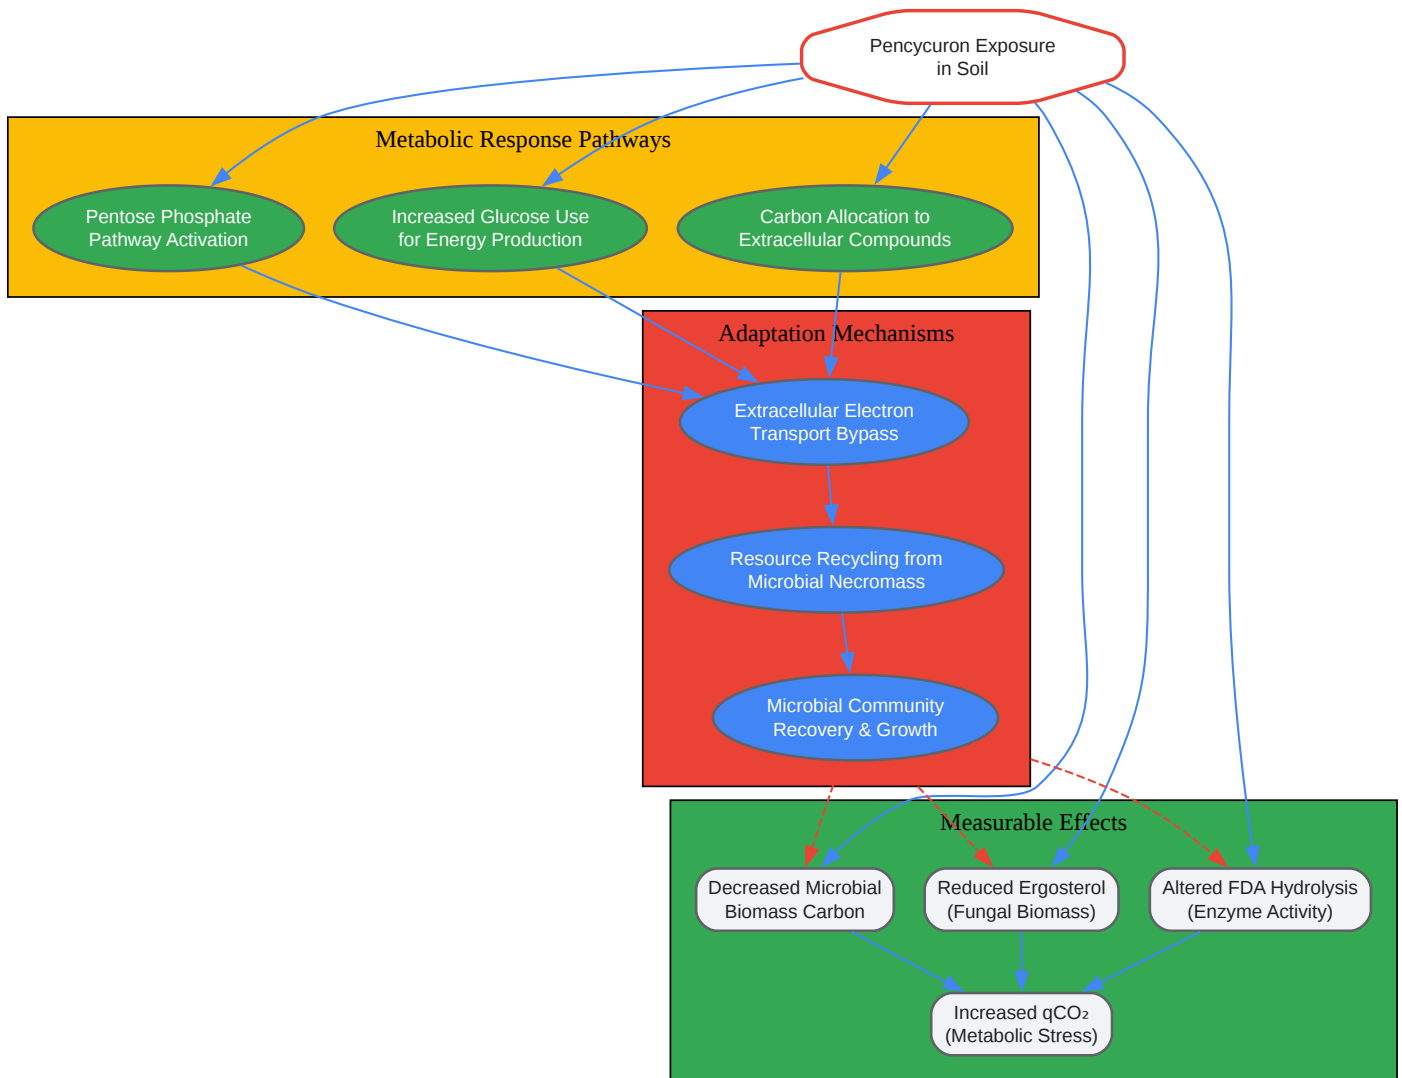 Pencycuron Exposure
in Soil
Metabolic Response Pathways
Pentose Phosphate
Pathway Activation
Increased Glucose Use
for Energy Production
Carbon Allocation to
Extracellular Compounds
Adaptation Mechanisms
Extracellular Electron
Transport Bypass
Resource Recycling from
Microbial Necromass
Microbial Community
Recovery & Growth
Measurable Effects
Decreased Microbial
Biomass Carbon
Reduced Ergosterol
(Fungal Biomass)
Altered FDA Hydrolysis
(Enzyme Activity)
Increased qCO₂
(Metabolic Stress)